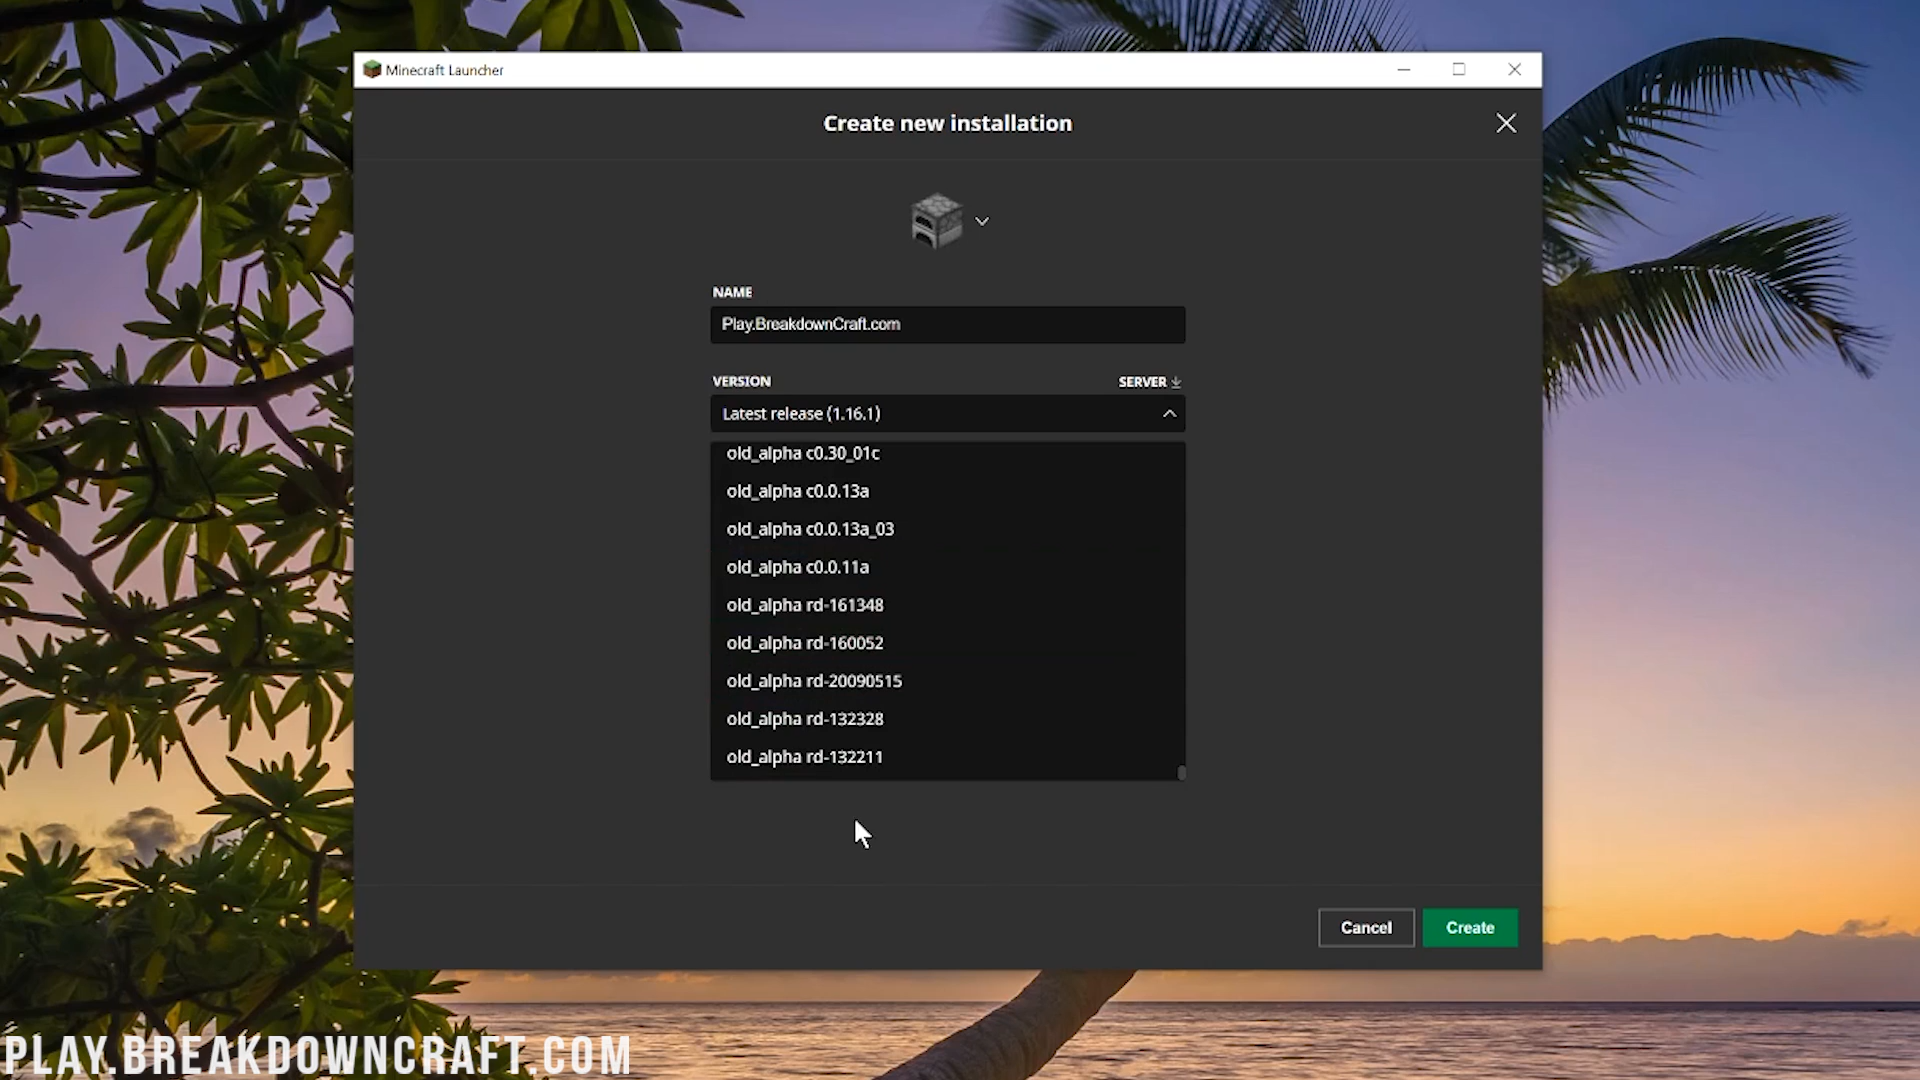 Minecraft Launcher
Create new installation
NAME
Play.BreakdownCraft.com
VERSION
SERVER
Latest release (1.16.1)
old_alpha c0.30_01c
old_alpha c0.0.13a
old_alpha c0.0.13a_03
old_alpha c0.0.11a
old_alpha rd-161348
old_alpha rd-160052
old_alpha rd-20090515
old_alpha rd-132328
old_alpha rd-132211
Cancel
Create
PLAY.BREAKDOWNCRAFT.COM